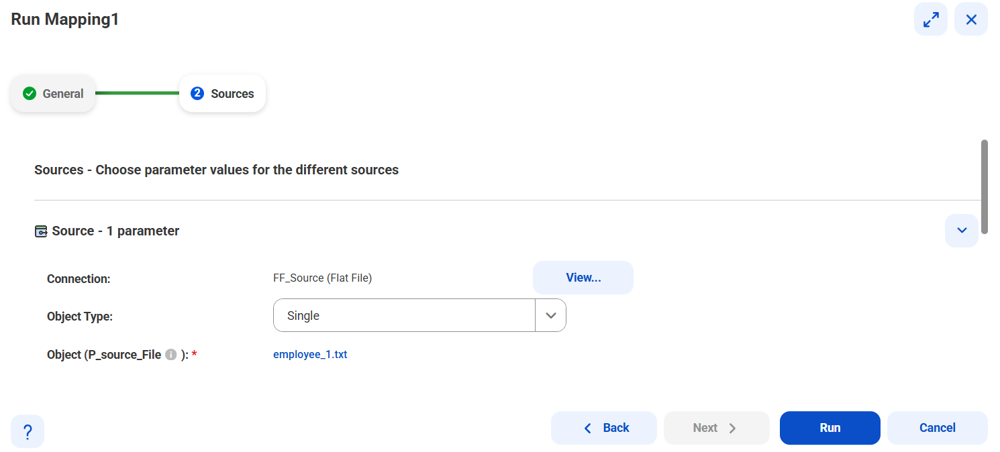 Run Mapping1
General
2 Sources
Sources - Choose parameter values for the different sources
Source - 1 parameter
Connection: FF_Source (Flat File) View...
Object Type: Single
Object (P_source_File i ): * employee_1.txt
? Back Next Run Cancel